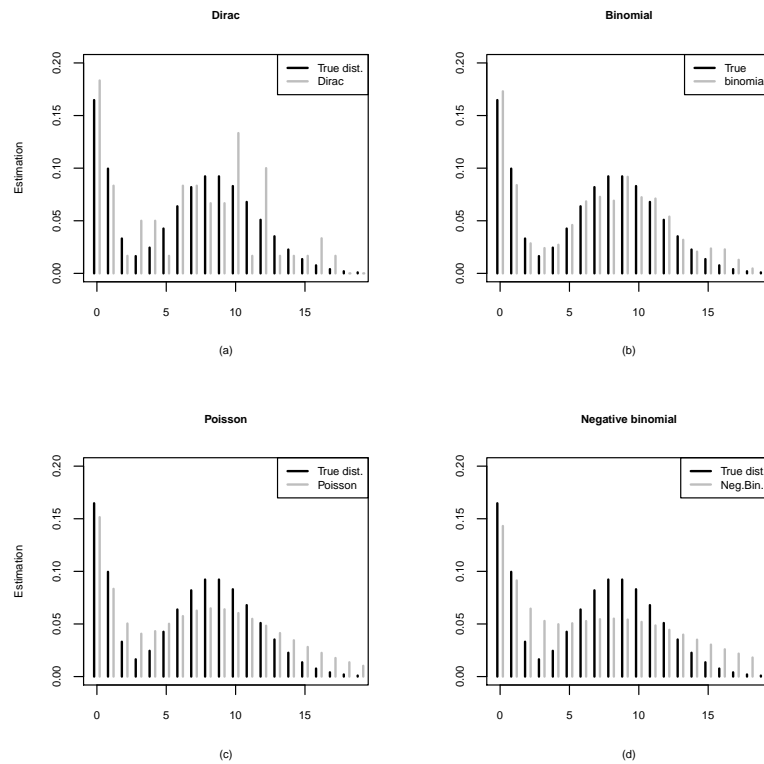 Dirac
Estimation
0.00 0.05 0.10 0.15 0.20
True dist.
Dirac
0 5 10 15
(a)
Binomial
0.00 0.05 0.10 0.15 0.20
True
binomial
0 5 10 15
(b)
Poisson
Estimation
0.00 0.05 0.10 0.15 0.20
True dist.
Poisson
0 5 10 15
(c)
Negative binomial
0.00 0.05 0.10 0.15 0.20
True dist
Neg.Bin.
0 5 10 15
(d)